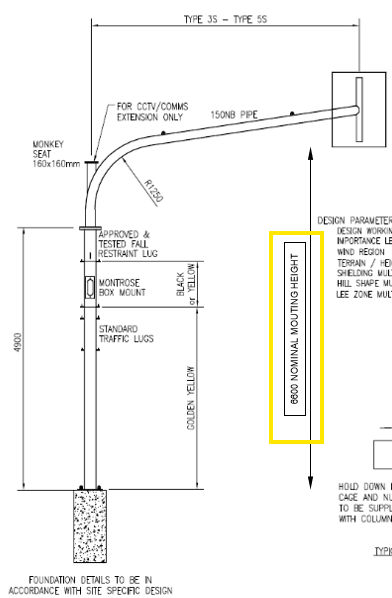 TYPE 3S - TYPE 5S
FOR CCTV/COMMS
EXTENSION ONLY
150NB PIPE
MONKEY
SEAT
160x160mm
R1250
APPROVED &
TESTED FALL
RESTRAINT LUG
MONTROSE
BOX MOUNT
BLACK
or YELLOW
STANDARD
TRAFFIC LUGS
4900
GOLDEN YELLOW
6600 NOMINAL MOUTING HEIGHT
DESIGN PARAMETER
DESIGN WORKIN
IMPORTANCE LE
WIND REGION
TERRAIN / HEI
SHIELDING MUL
HILL SHAPE MU
LEE ZONE MULT
HOLD DOWN
CAGE AND NU
TO BE SUPPL
WITH COLUMN
TYPIC
FOUNDATION DETAILS TO BE IN
ACCORDANCE WITH SITE SPECIFIC DESIGN